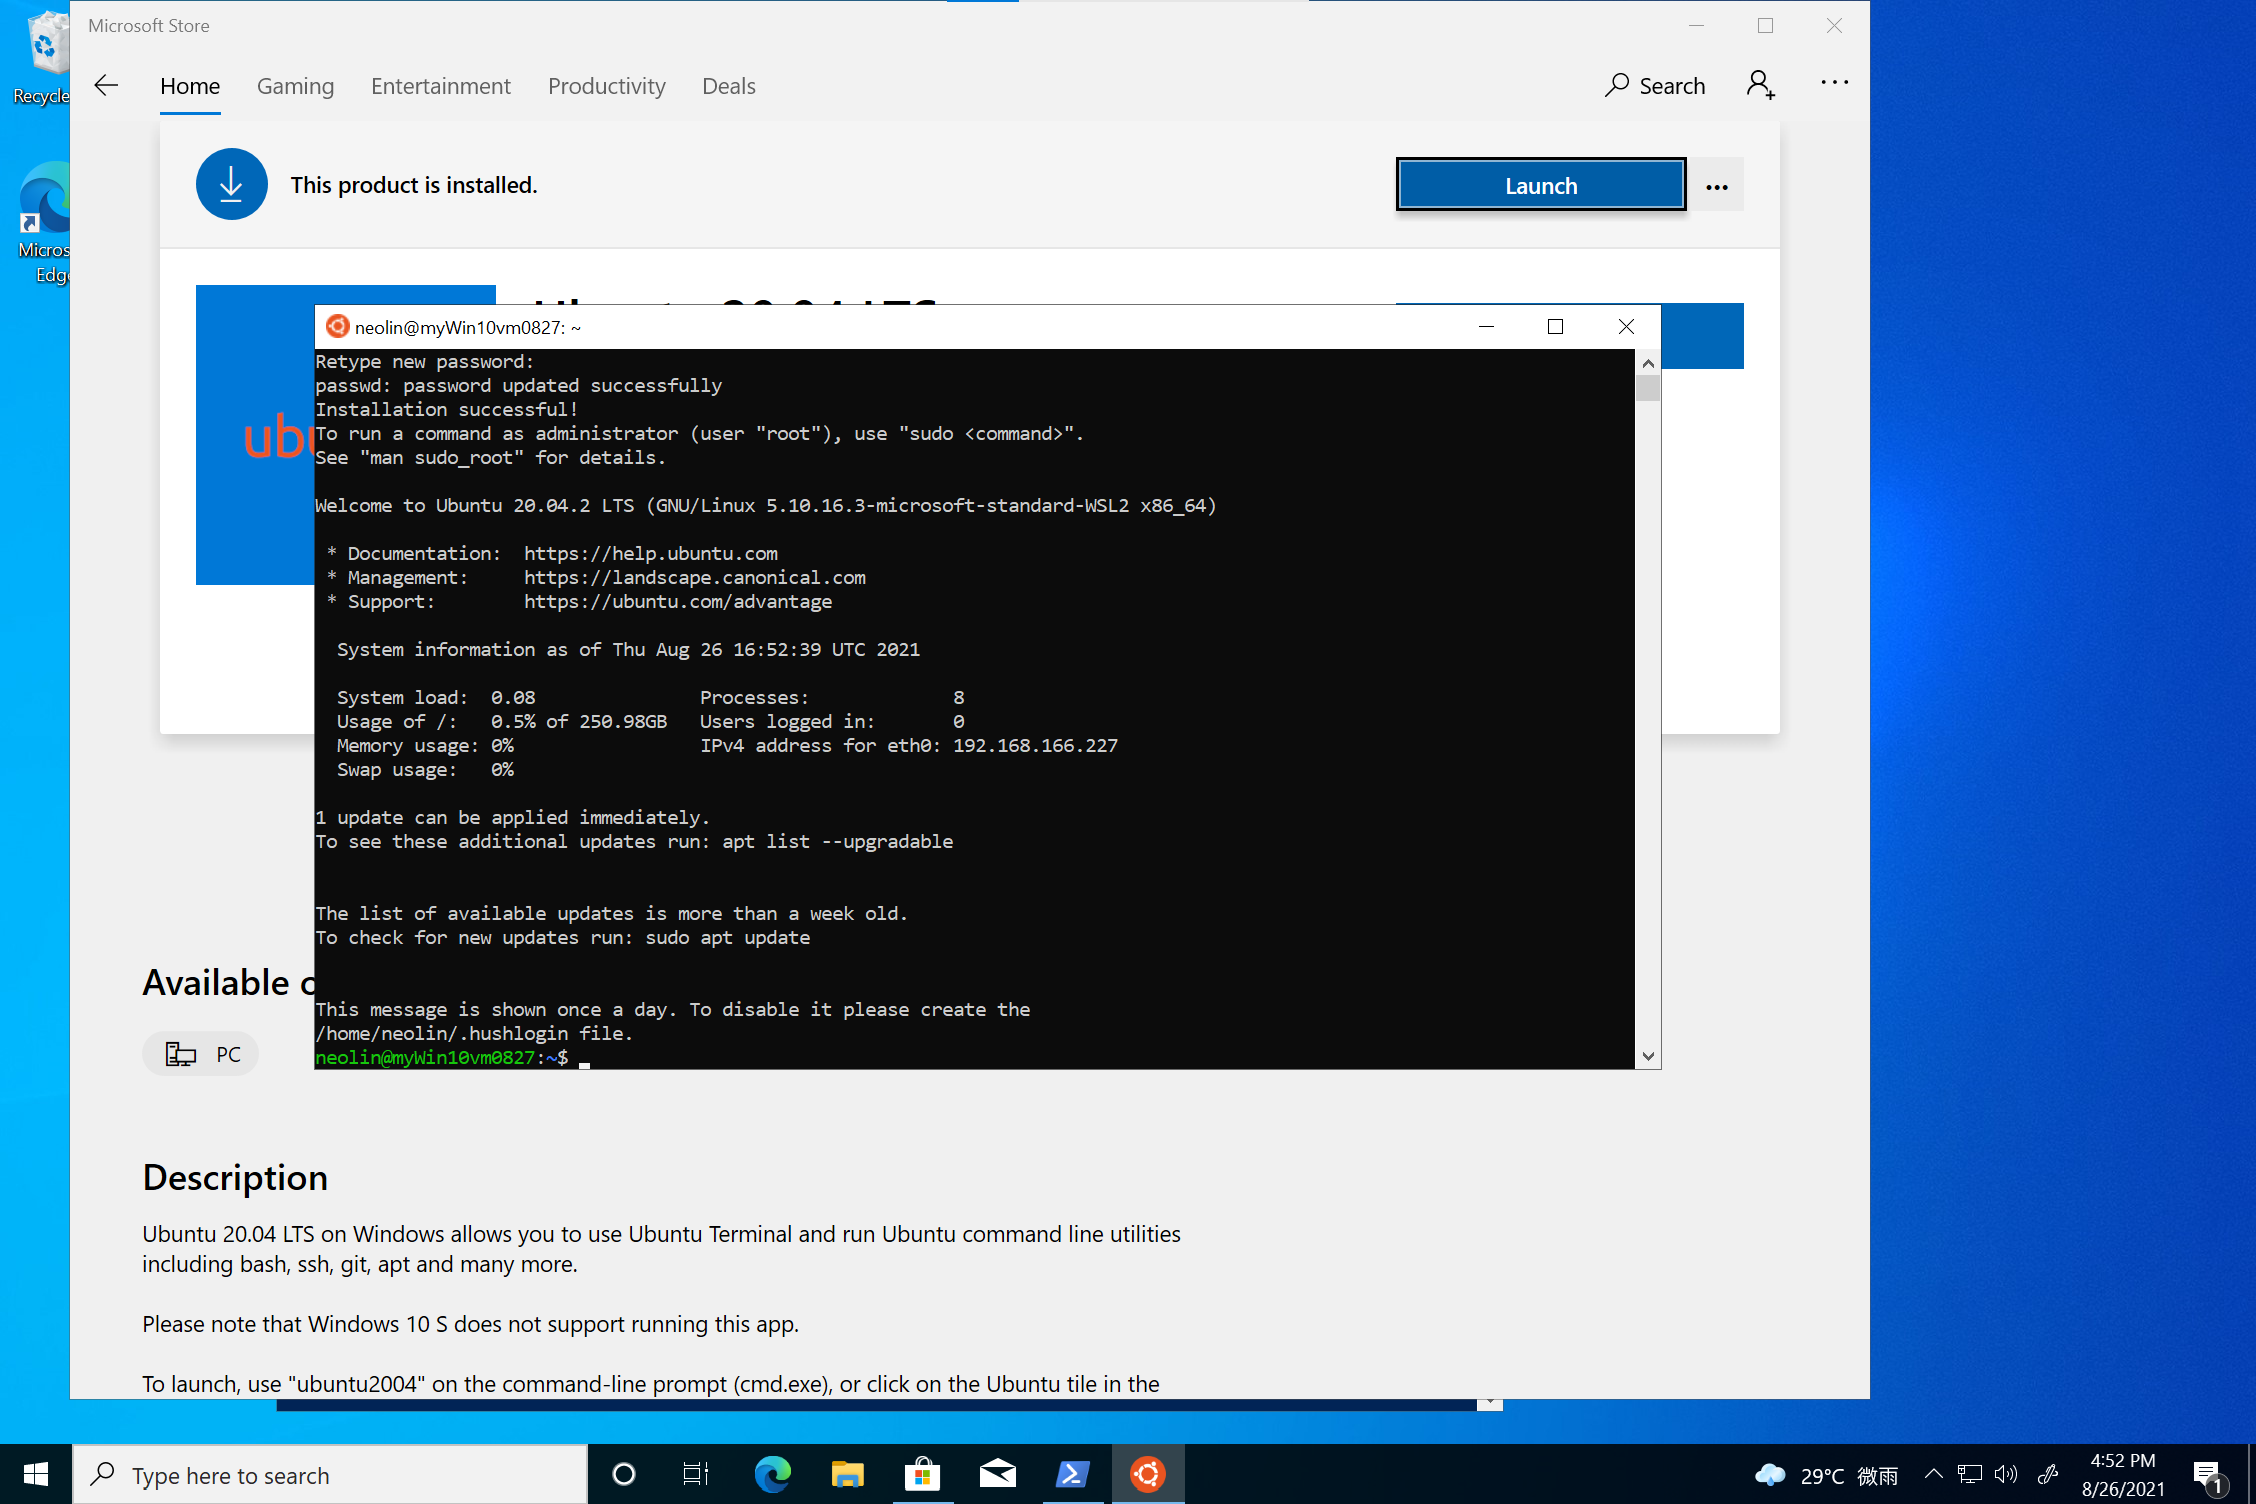 Microsoft Store
Home Gaming Entertainment Productivity Deals Search
This product is installed.
Launch
Ubuntu 20.04 LTS
neolin@myWin10vm0827: ~
Retype new password:
passwd: password updated successfully
Installation successful!
To run a command as administrator (user "root"), use "sudo <command>".
See "man sudo_root" for details.
Welcome to Ubuntu 20.04.2 LTS (GNU/Linux 5.10.16.3-microsoft-standard-WSL2 x86_64)
* Documentation:  https://help.ubuntu.com
* Management:     https://landscape.canonical.com
* Support:        https://ubuntu.com/advantage
System information as of Thu Aug 26 16:52:39 UTC 2021
System load:  0.08               Processes:             8
Usage of /:   0.5% of 250.98GB   Users logged in:       0
Memory usage: 0%                 IPv4 address for eth0: 192.168.166.227
Swap usage:   0%
1 update can be applied immediately.
To see these additional updates run: apt list --upgradable
The list of available updates is more than a week old.
To check for new updates run: sudo apt update
This message is shown once a day. To disable it please create the
/home/neolin/.hushlogin file.
neolin@myWin10vm0827:~$
ubu
Available o
PC
Description
Ubuntu 20.04 LTS on Windows allows you to use Ubuntu Terminal and run Ubuntu command line utilities
including bash, ssh, git, apt and many more.
Please note that Windows 10 S does not support running this app.
To launch, use "ubuntu2004" on the command-line prompt (cmd.exe), or click on the Ubuntu tile in the
Recycle
Micros
Edg
Type here to search
29°C 微雨
4:52 PM
8/26/2021
1